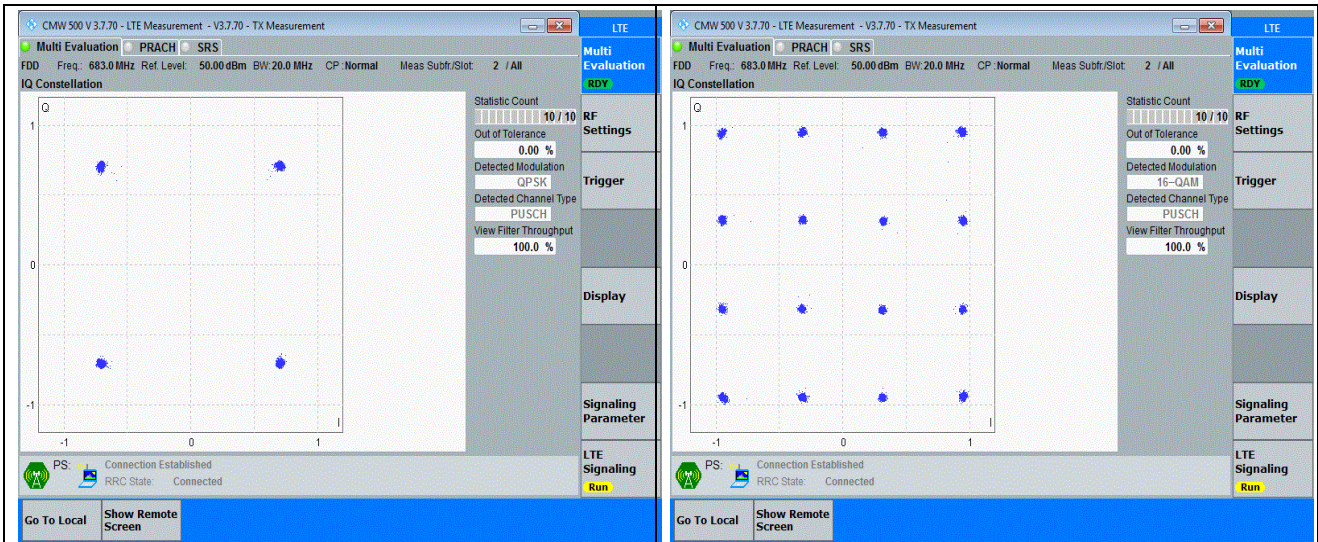 CMW 500 V 3.7.70 - LTE Measurement - V3.7.70 - TX Measurement
LTE
Multi Evaluation PRACH SRS
Multi
Evaluation
RDY
FDD Freq.: 683.0 MHz Ref. Level: 50.00 dBm BW: 20.0 MHz CP : Normal Meas Subfr./Slot: 2 / All
IQ Constellation
Q
1
0
-1
I
-1 0 1
Statistic Count
10 / 10
Out of Tolerance
0.00 %
Detected Modulation
QPSK
Detected Channel Type
PUSCH
View Filter Throughput
100.0 %
RF
Settings
Trigger
Display
Signaling
Parameter
LTE
Signaling
Run
PS: Connection Established
RRC State: Connected
Go To Local
Show Remote
Screen
CMW 500 V 3.7.70 - LTE Measurement - V3.7.70 - TX Measurement
LTE
Multi Evaluation PRACH SRS
Multi
Evaluation
RDY
FDD Freq.: 683.0 MHz Ref. Level: 50.00 dBm BW: 20.0 MHz CP : Normal Meas Subfr./Slot: 2 / All
IQ Constellation
Q
1
0
-1
I
-1 0 1
Statistic Count
10 / 10
Out of Tolerance
0.00 %
Detected Modulation
16-QAM
Detected Channel Type
PUSCH
View Filter Throughput
100.0 %
RF
Settings
Trigger
Display
Signaling
Parameter
LTE
Signaling
Run
PS: Connection Established
RRC State: Connected
Go To Local
Show Remote
Screen